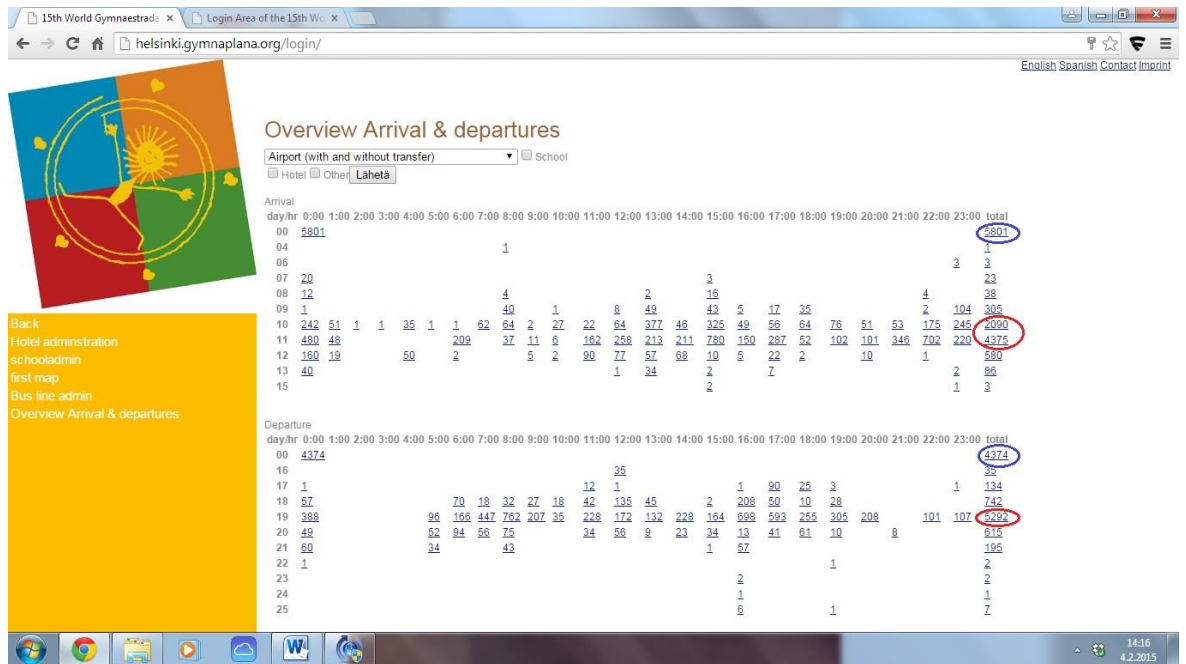 15th World Gymnaestrada
Login Area of the 15th Wo
helsinki.gymnaplana.org/login/
English Spanish Contact Imprint
Overview Arrival & departures
Airport (with and without transfer) School
Hotel Other Lähetä
Arrival
day/hr 0:00 1:00 2:00 3:00 4:00 5:00 6:00 7:00 8:00 9:00 10:00 11:00 12:00 13:00 14:00 15:00 16:00 17:00 18:00 19:00 20:00 21:00 22:00 23:00 total
00 5801 5801
04 1 1
06 3 3
07 20 3 23
08 12 4 2 16 4 38
09 1 40 1 8 49 43 5 17 35 2 104 305
10 242 51 1 1 35 1 1 62 64 2 27 22 64 377 46 325 49 56 64 76 51 53 175 245 2090
11 480 48 209 37 11 6 162 258 213 211 780 150 287 52 102 101 346 702 220 4375
12 160 19 50 2 5 2 90 77 57 68 10 5 22 2 10 1 580
13 40 1 34 2 7 2 86
15 2 1 3
Departure
day/hr 0:00 1:00 2:00 3:00 4:00 5:00 6:00 7:00 8:00 9:00 10:00 11:00 12:00 13:00 14:00 15:00 16:00 17:00 18:00 19:00 20:00 21:00 22:00 23:00 total
00 4374 4374
16 35 35
17 1 12 1 1 90 25 3 1 134
18 57 70 18 32 27 18 42 135 45 2 208 50 10 28 742
19 388 96 166 447 762 207 35 228 172 132 228 164 698 593 255 305 208 101 107 5292
20 49 52 94 56 75 34 56 9 23 34 13 41 61 10 8 615
21 60 34 43 1 57 195
22 1 1 2
23 2 2
24 1 1
25 6 1 7
Back
Hotel adminstration
schooladmin
first map
Bus line admin
Overview Arrival & departures
14:16
4.2.2015